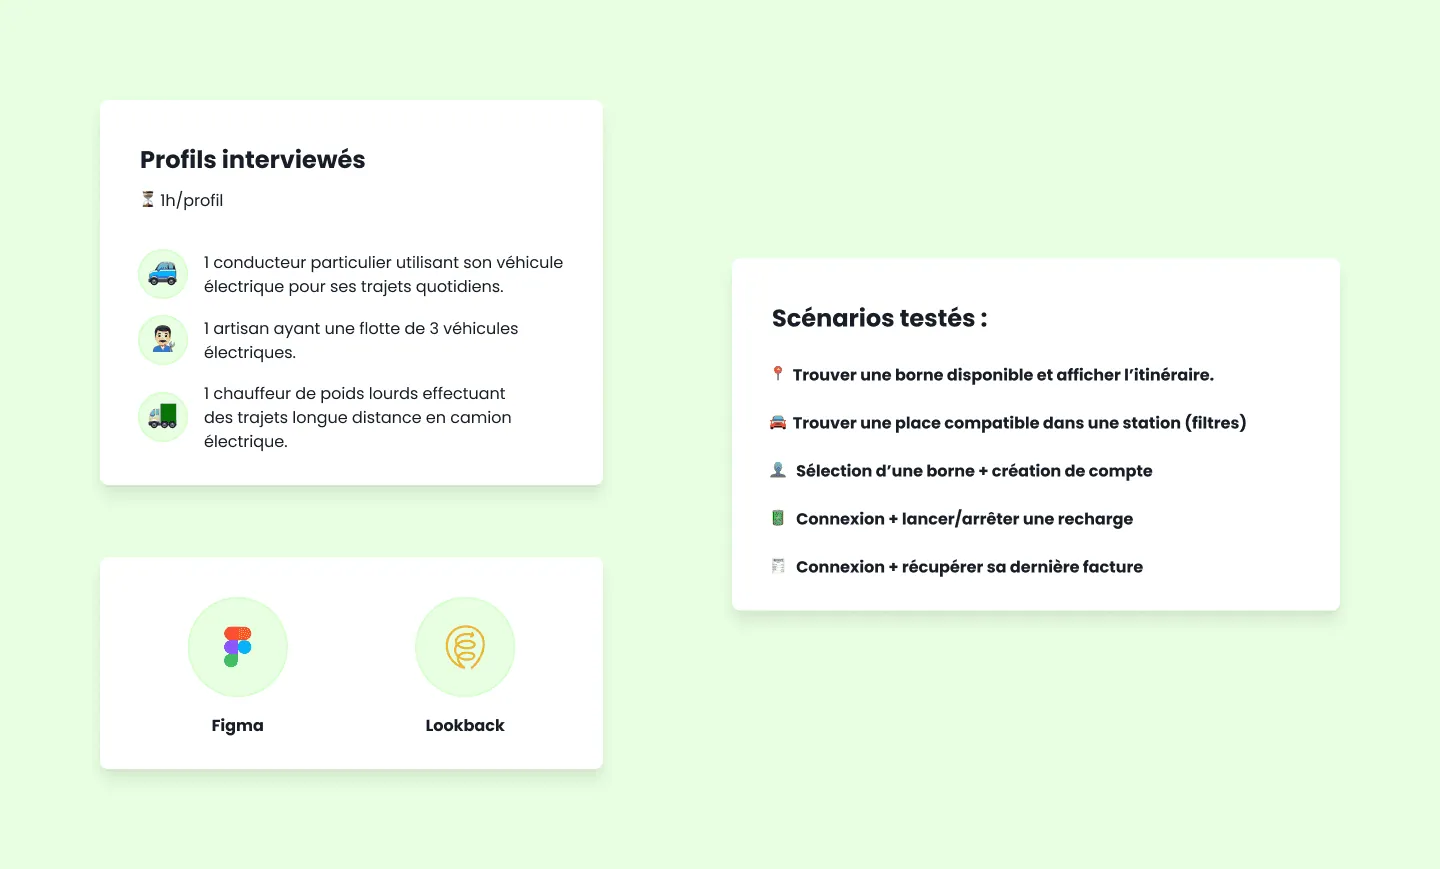 Profils interviewés
1h/profil
1 conducteur particulier utilisant son véhicule
électrique pour ses trajets quotidiens.
1 artisan ayant une flotte de 3 véhicules
électriques.
1 chauffeur de poids lourds effectuant
des trajets longue distance en camion
électrique.
Figma
Lookback
Scénarios testés :
Trouver une borne disponible et afficher l’itinéraire.
Trouver une place compatible dans une station (filtres)
Sélection d’une borne + création de compte
Connexion + lancer/arrêter une recharge
Connexion + récupérer sa dernière facture